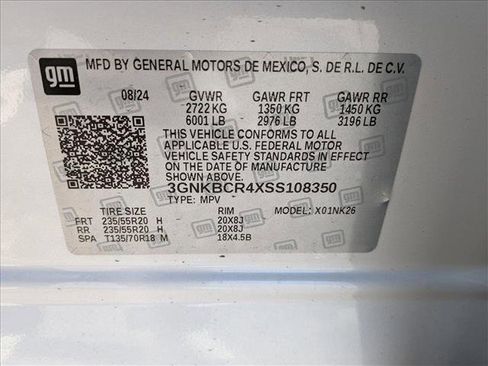 gm
MFD BY GENERAL MOTORS DE MEXICO, S. DE R.L. DE C.V.
08/24 GVWR GAWR FRT GAWR RR
2722 KG 1350 KG 1450 KG
6001 LB 2976 LB 3196 LB
THIS VEHICLE CONFORMS TO ALL
APPLICABLE U.S. FEDERAL MOTOR
VEHICLE SAFETY STANDARDS IN EFFECT
ON THE DATE OF MANUFACTURE
SHOWN ABOVE.
3GNKBCR4XSS108350
TYPE: MPV MODEL: X01NK26
TIRE SIZE RIM
FRT 235/55R20 H 20X8J
RR 235/55R20 H 20X8J
SPA T135/70R18 M 18X4.5B